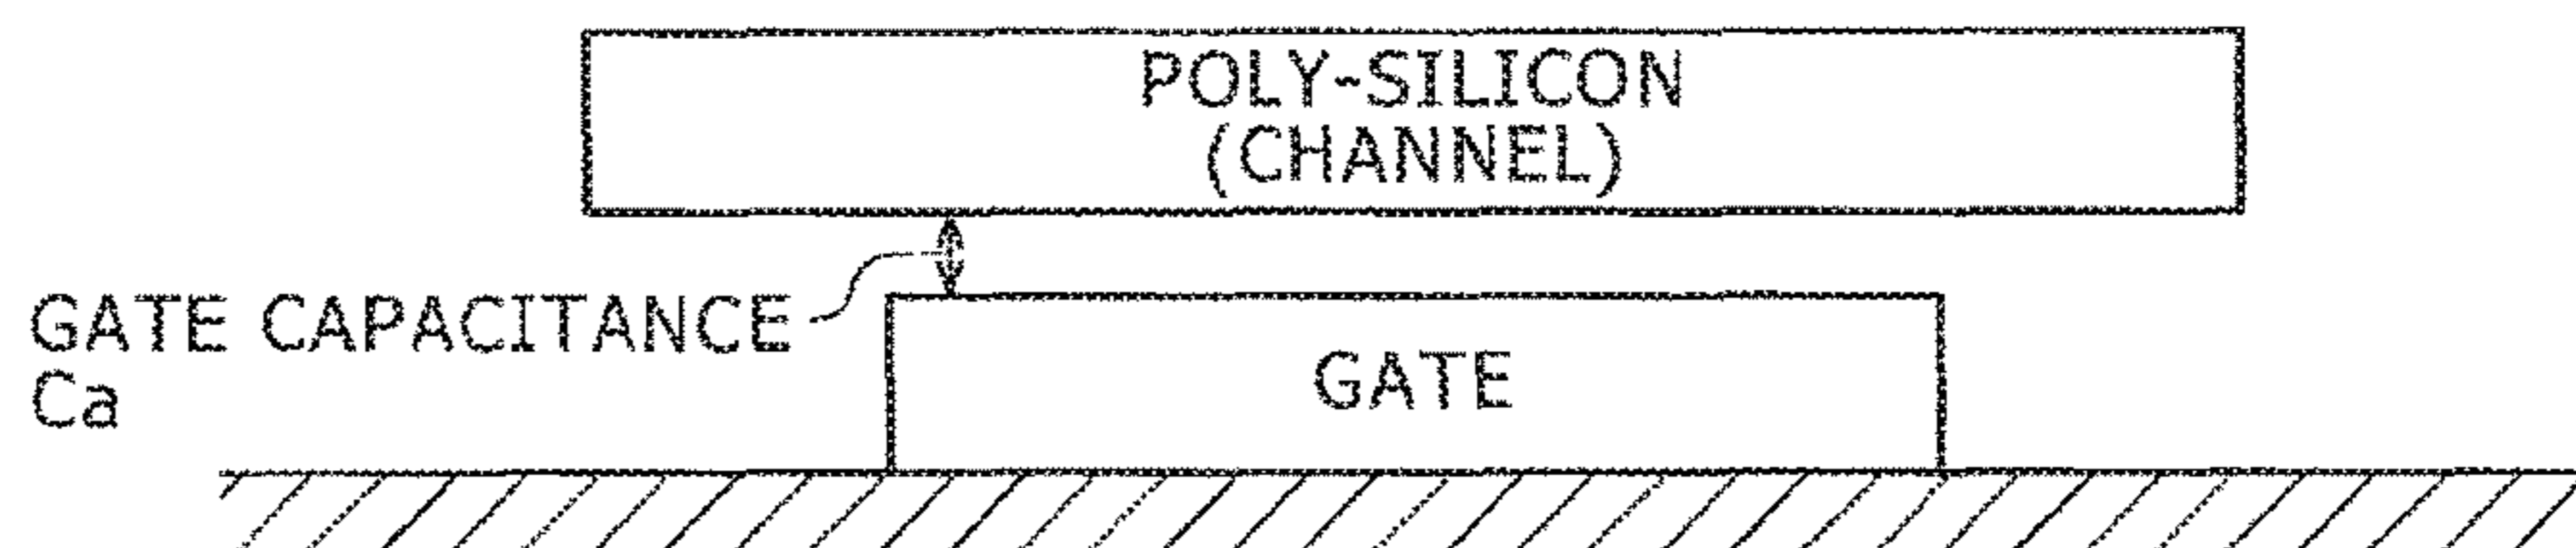 POLY-SILICON
(CHANNEL)
GATE CAPACITANCE
Ca
GATE